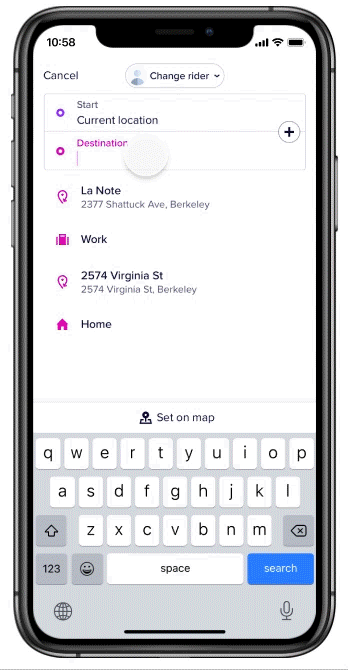 10:58
Cancel
Change rider
Start
Current location
Destination
La Note
2377 Shattuck Ave, Berkeley
Work
2574 Virginia St
2574 Virginia St, Berkeley
Home
Set on map
q w e r t y u i o p
a s d f g h j k l
z x c v b n m
123 space search